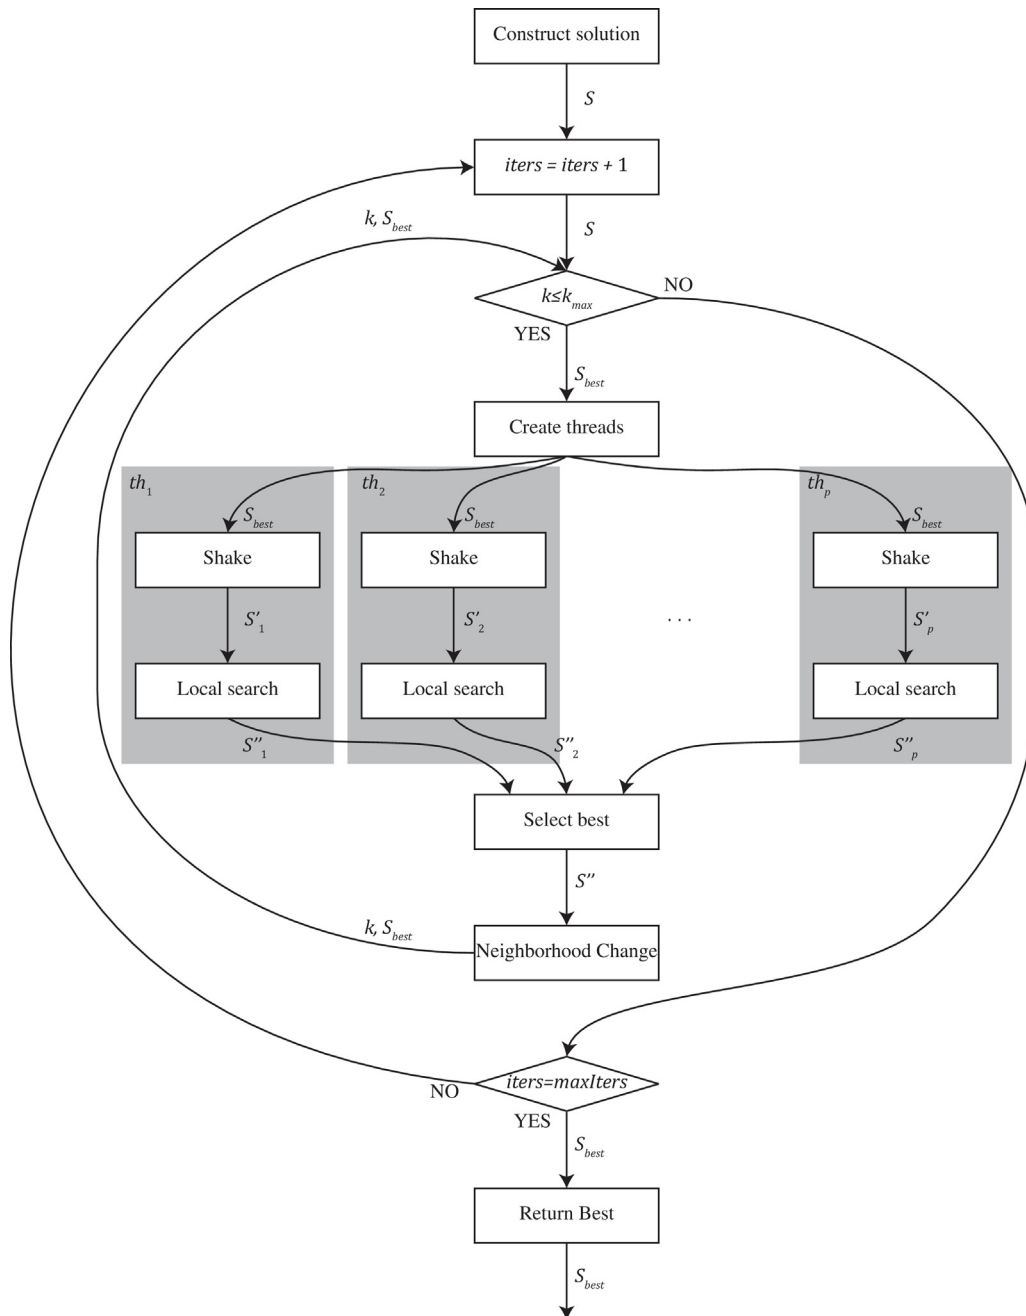 Construct solution
S
iters = iters + 1
k, S_best
S
k≤k_max
NO
YES
S_best
Create threads
th_1
th_2
th_p
S_best
S_best
S_best
Shake
Shake
Shake
S'_1
S'_2
. . .
S'_p
Local search
Local search
Local search
S''_1
S''_2
S''_p
Select best
S''
k, S_best
Neighborhood Change
iters=maxIters
NO
YES
S_best
Return Best
S_best